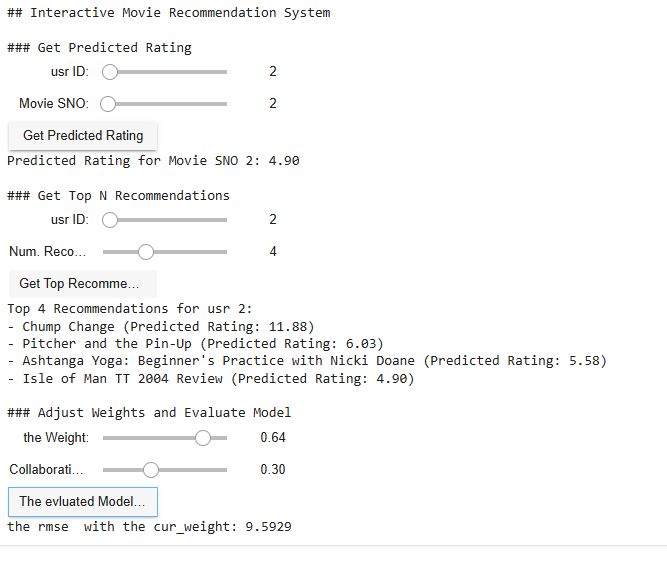 ## Interactive Movie Recommendation System
### Get Predicted Rating
usr ID: 2
Movie SNO: 2
Get Predicted Rating
Predicted Rating for Movie SNO 2: 4.90
### Get Top N Recommendations
usr ID: 2
Num. Reco... 4
Get Top Recomme...
Top 4 Recommendations for usr 2:
- Chump Change (Predicted Rating: 11.88)
- Pitcher and the Pin-Up (Predicted Rating: 6.03)
- Ashtanga Yoga: Beginner's Practice with Nicki Doane (Predicted Rating: 5.58)
- Isle of Man TT 2004 Review (Predicted Rating: 4.90)
### Adjust Weights and Evaluate Model
the Weight: 0.64
Collaborati... 0.30
The evluated Model...
the rmse  with the cur_weight: 9.5929